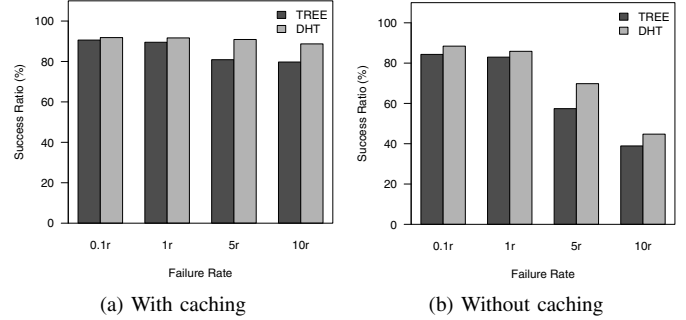 TREE
DHT
Success Ratio (%)
100
80
60
40
20
0
0.1r 1r 5r 10r
Failure Rate
(a) With caching
TREE
DHT
Success Ratio (%)
100
80
60
40
20
0
0.1r 1r 5r 10r
Failure Rate
(b) Without caching